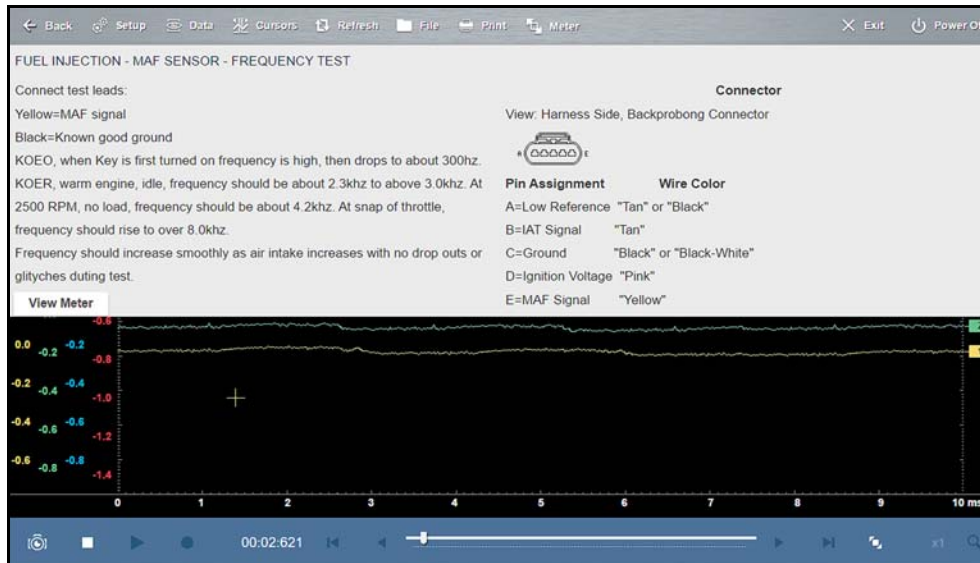 Back Setup Data Cursors Refresh File Print Meter Exit Power Of
FUEL INJECTION - MAF SENSOR - FREQUENCY TEST
Connect test leads:
Yellow=MAF signal
Black=Known good ground
KOEO, when Key is first turned on frequency is high, then drops to about 300hz.
KOER, warm engine, idle, frequency should be about 2.3khz to above 3.0khz. At
2500 RPM, no load, frequency should be about 4.2khz. At snap of throttle,
frequency should rise to over 8.0khz.
Frequency should increase smoothly as air intake increases with no drop outs or
glityches duting test.
Connector
View: Harness Side, Backprobong Connector
A E
Pin Assignment Wire Color
A=Low Reference "Tan" or "Black"
B=IAT Signal "Tan"
C=Ground "Black" or "Black-White"
D=Ignition Voltage "Pink"
E=MAF Signal "Yellow"
View Meter
-0.6
0.0 -0.2 -0.2 -0.8
-0.2 -0.4 -0.4 -1.0
-0.4 -0.6 -0.6 -1.2
-0.6 -0.8 -0.8 -1.4
0 1 2 3 4 5 6 7 8 9 10 ms
00:02:621 x1